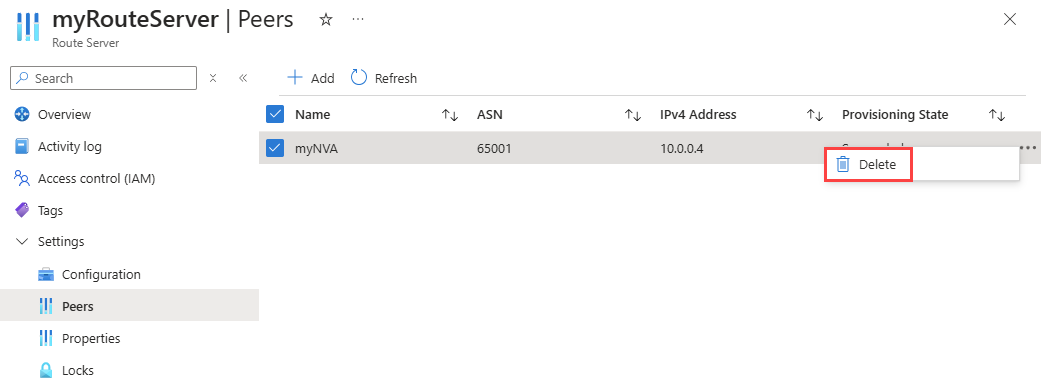 myRouteServer | Peers
Route Server
Search
Overview
Activity log
Access control (IAM)
Tags
Settings
Configuration
Peers
Properties
Locks
Add Refresh
Name ASN IPv4 Address Provisioning State
myNVA 65001 10.0.0.4
Delete